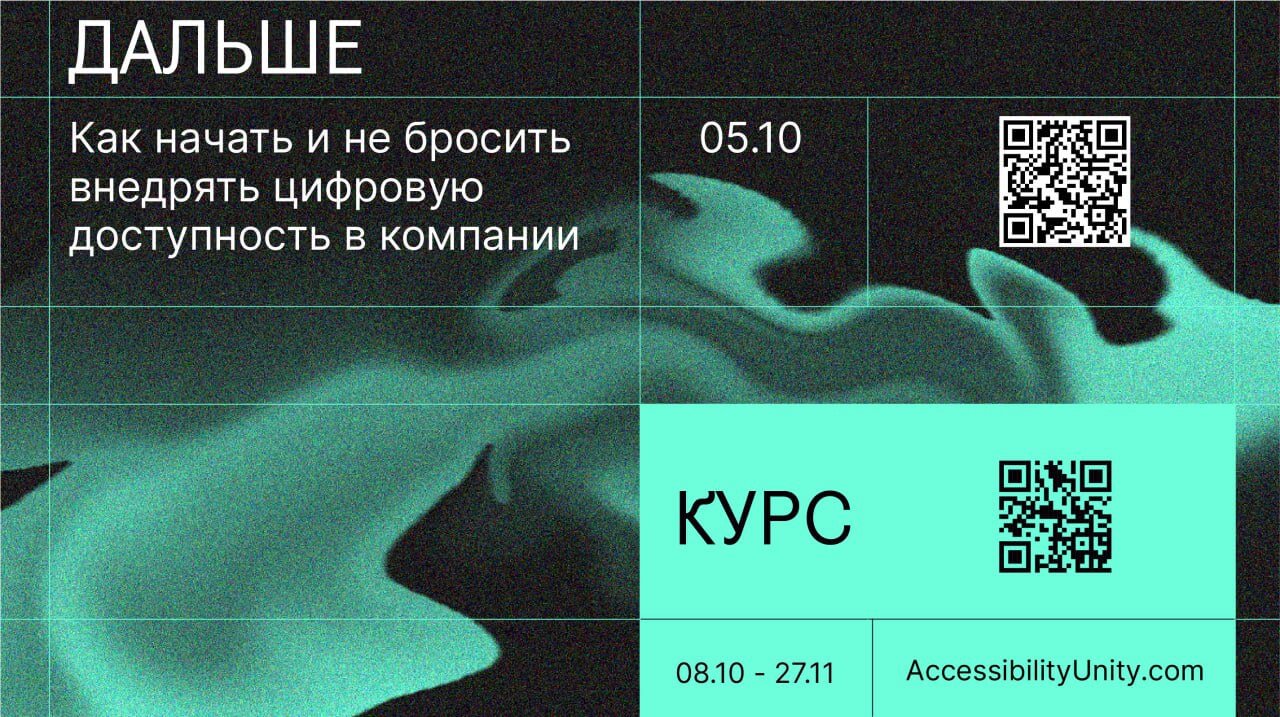 ДАЛЬШЕ
Как начать и не бросить
внедрять цифровую
доступность в компании
05.10
КУРС
08.10 - 27.11
AccessibilityUnity.com